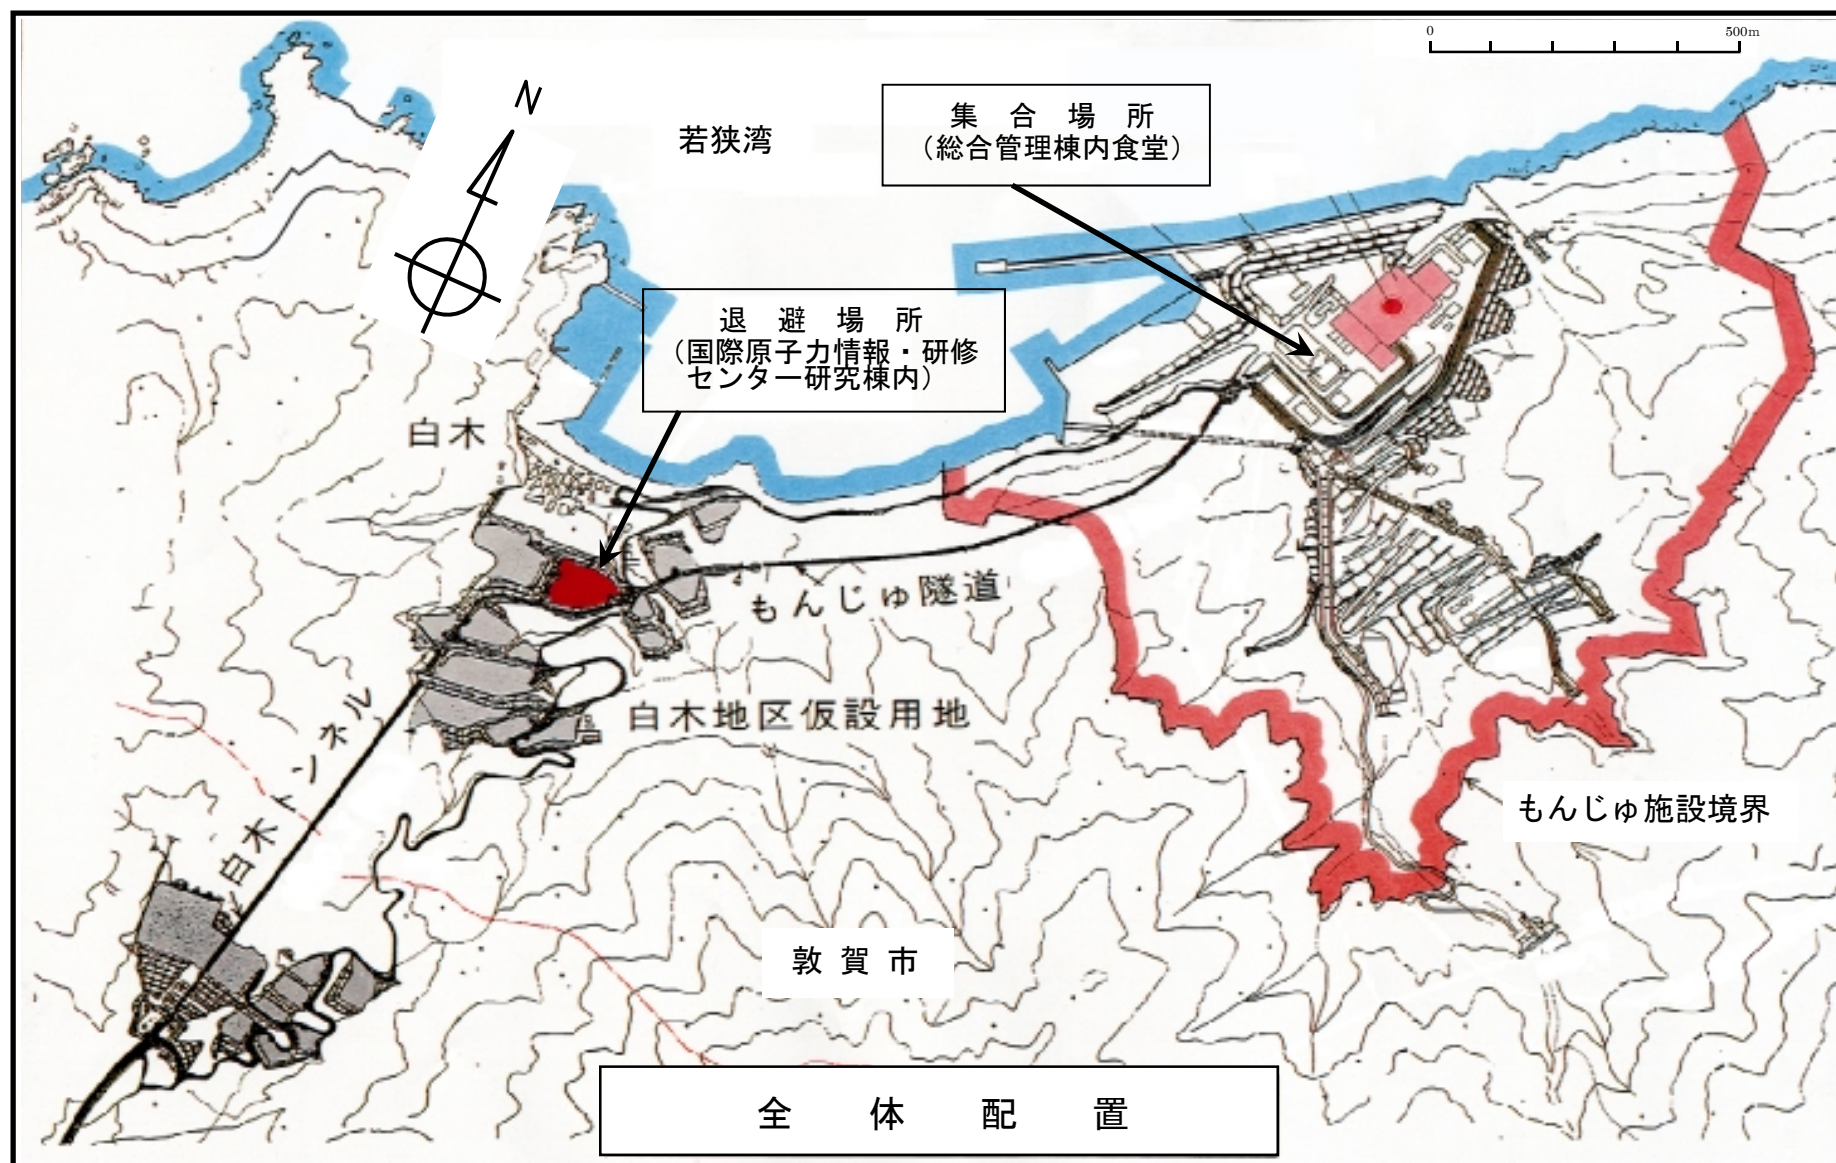 0 500m
N
若狭湾
集合場所
（総合管理棟内食堂）
退避場所
（国際原子力情報・研修
センター研究棟内）
白木
もんじゅ隧道
白木地区仮設用地
白木トンネル
もんじゅ施設境界
敦賀市
全体配置